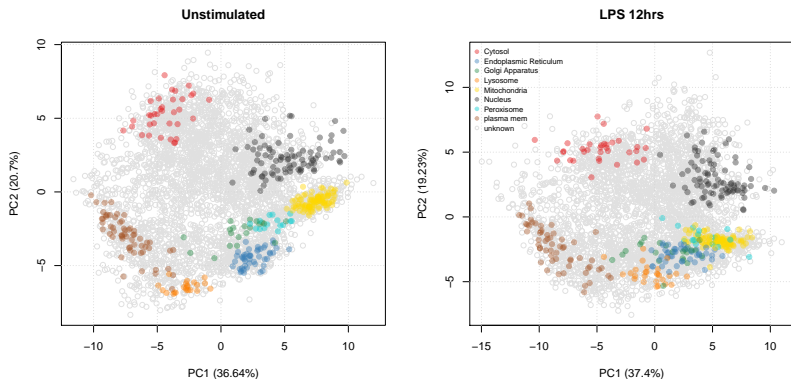 Unstimulated
10
5
0
−5
PC2 (20.7%)
−10
−5
0
5
10
PC1 (36.64%)
LPS 12hrs
Cytosol
Endoplasmic Reticulum
Golgi Apparatus
Lysosome
Mitochondria
Nucleus
Peroxisome
plasma mem
unknown
10
5
0
−5
PC2 (19.23%)
−15
−10
−5
0
5
10
PC1 (37.4%)